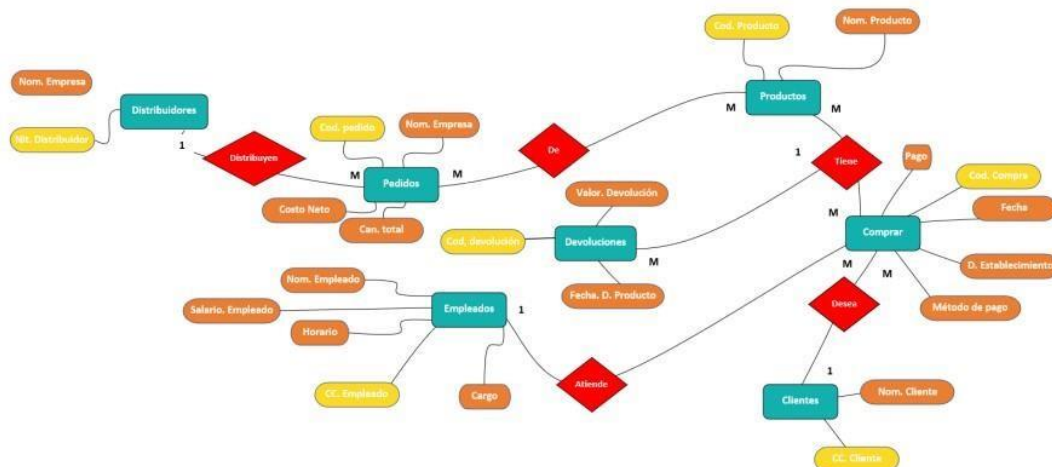 Cod. Producto
Nom. Producto
Nom. Empresa
Distribuidores
Productos
Nit. Distribuidor
1
Distribuyen
Cod. pedido
Nom. Empresa
De
M
M
1
Tiene
Pago
M
Pedidos
M
Cod. Compra
Costo Neto
Can. total
Valor. Devolución
Fecha
M
Comprar
Cod. devolución
Devoluciones
M
M
M
D. Establecimiento
Nom. Empleado
Fecha. D. Producto
Salario. Empleado
Empleados
1
Desea
Método de pago
Horario
CC. Empleado
Cargo
Atiende
1
Clientes
Nom. Cliente
CC. Cliente